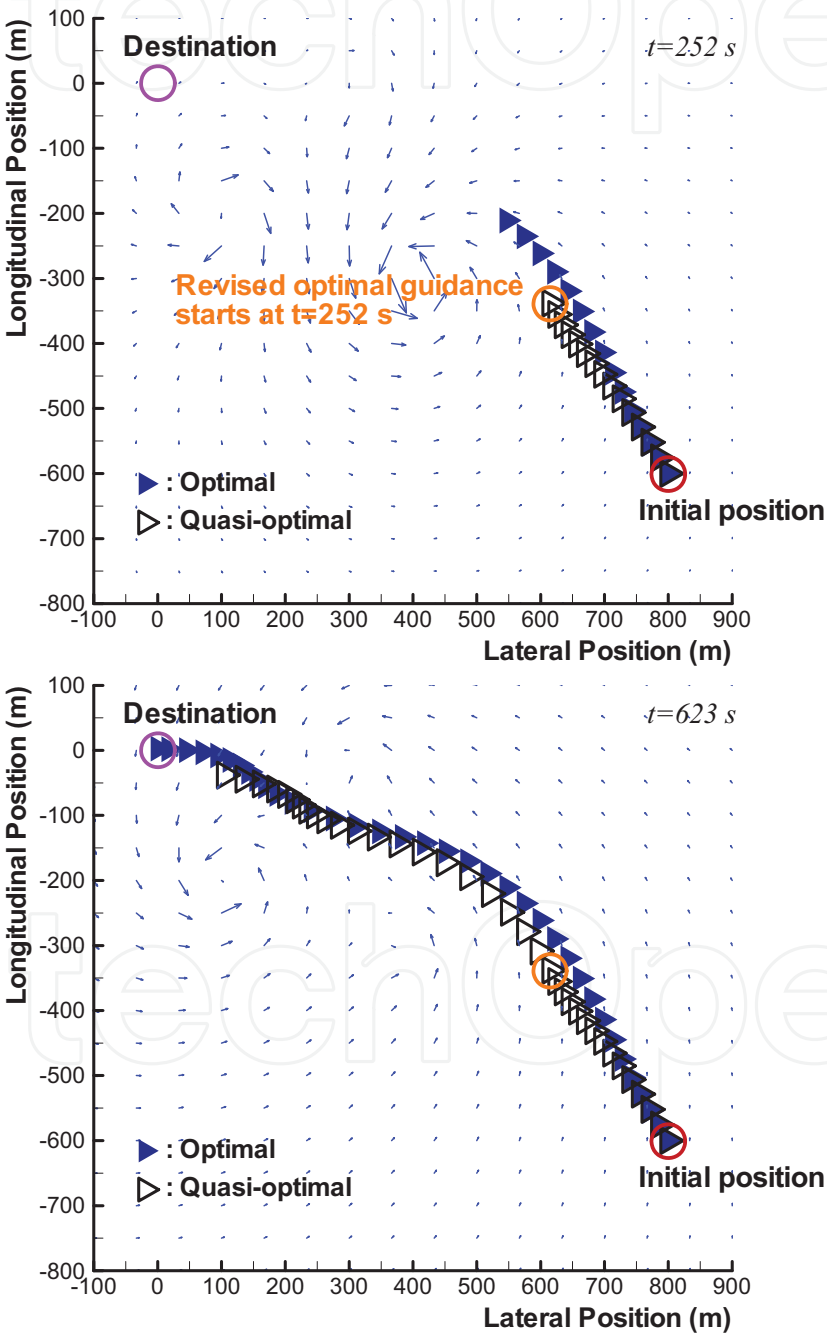 techOpe
100
0
-100
-200
-300
-400
-500
-600
-700
-800
Longitudinal Position (m)
Destination
t=252 s
Revised optimal guidance
starts at t=252 s
: Optimal
: Quasi-optimal
Initial position
-100 0 100 200 300 400 500 600 700 800 900
Lateral Position (m)
100
0
-100
-200
-300
-400
-500
-600
-700
-800
Longitudinal Position (m)
Destination
t=623 s
techOpe
: Optimal
: Quasi-optimal
Initial position
-100 0 100 200 300 400 500 600 700 800 900
Lateral Position (m)